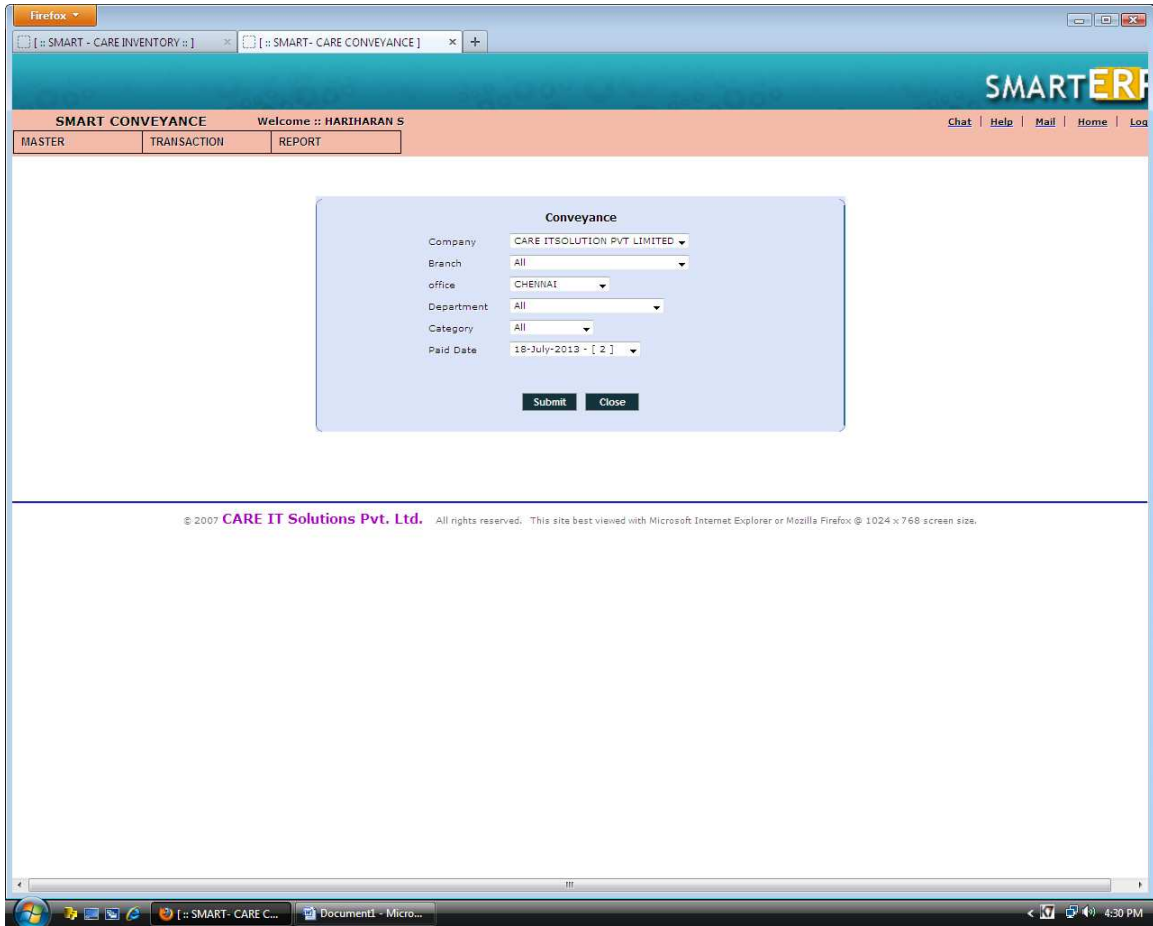 Firefox
[ :: SMART - CARE INVENTORY :: ]
[ :: SMART- CARE CONVEYANCE ]
SMARTER
SMART CONVEYANCE Welcome :: HARIHARAN S
Chat | Help | Mail | Home | Log
MASTER TRANSACTION REPORT
Conveyance
Company CARE ITSOLUTION PVT LIMITED
Branch All
office CHENNAI
Department All
Category All
Paid Date 18-July-2013 - [ 2 ]
Submit Close
© 2007 CARE IT Solutions Pvt. Ltd. All rights reserved. This site best viewed with Microsoft Internet Explorer or Mozilla Firefox @ 1024 x 768 screen size.
[ :: SMART- CARE C... Document1 - Micro... 4:30 PM